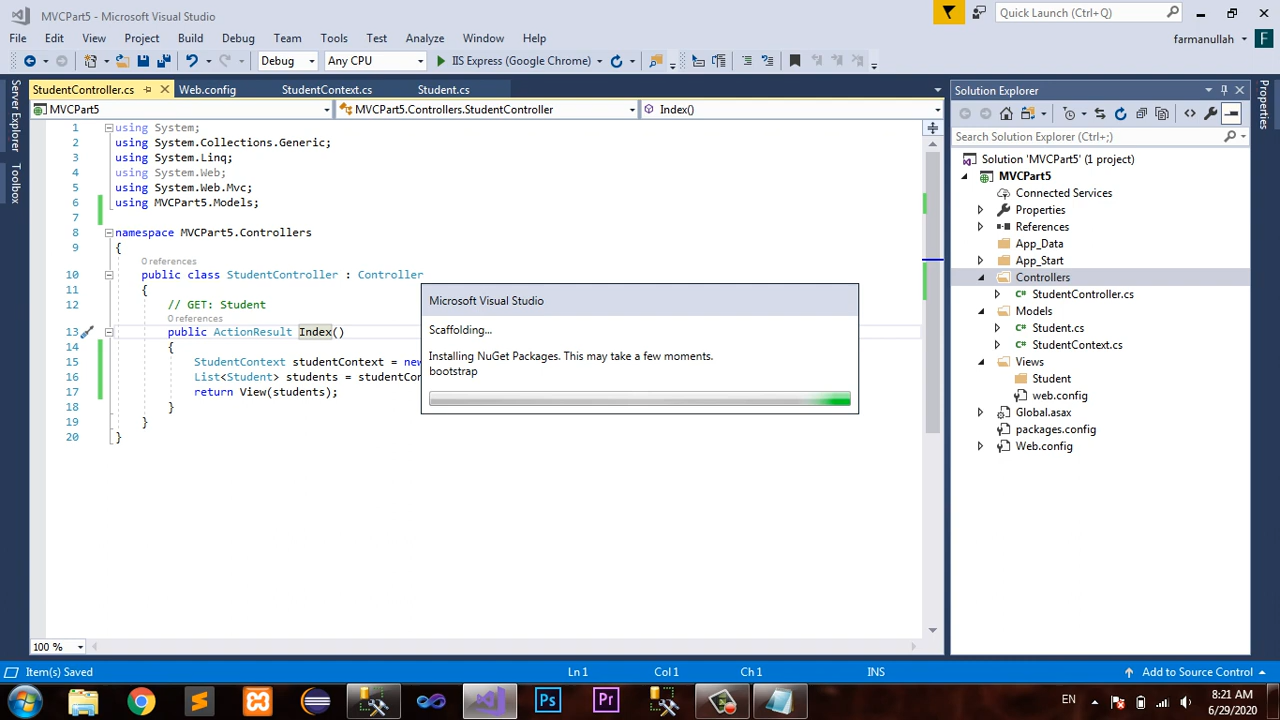 MVCPart5 - Microsoft Visual Studio
Quick Launch (Ctrl+Q)
File Edit View Project Build Debug Team Tools Test Analyze Window Help
farmanullah F
Debug Any CPU IIS Express (Google Chrome)
Server Explorer
Toolbox
StudentController.cs Web.config StudentContext.cs Student.cs
MVCPart5 MVCPart5.Controllers.StudentController Index()
1 using System;
2 using System.Collections.Generic;
3 using System.Linq;
4 using System.Web;
5 using System.Web.Mvc;
6 using MVCPart5.Models;
7
8 namespace MVCPart5.Controllers
9 {
0 references
10 public class StudentController : Controller
11 {
12 // GET: Student
0 references
13 public ActionResult Index()
14 {
15 StudentContext studentContext = new
16 List<Student> students = studentCon
17 return View(students);
18 }
19 }
20 }
Microsoft Visual Studio
Scaffolding...
Installing NuGet Packages. This may take a few moments.
bootstrap
100 %
Solution Explorer
Search Solution Explorer (Ctrl+;)
Solution 'MVCPart5' (1 project)
MVCPart5
Connected Services
Properties
References
App_Data
App_Start
Controllers
C# StudentController.cs
Models
C# Student.cs
C# StudentContext.cs
Views
Student
web.config
Global.asax
packages.config
Web.config
Properties
Item(s) Saved Ln 1 Col 1 Ch 1 INS Add to Source Control
Ps Pr
EN
8:21 AM
6/29/2020